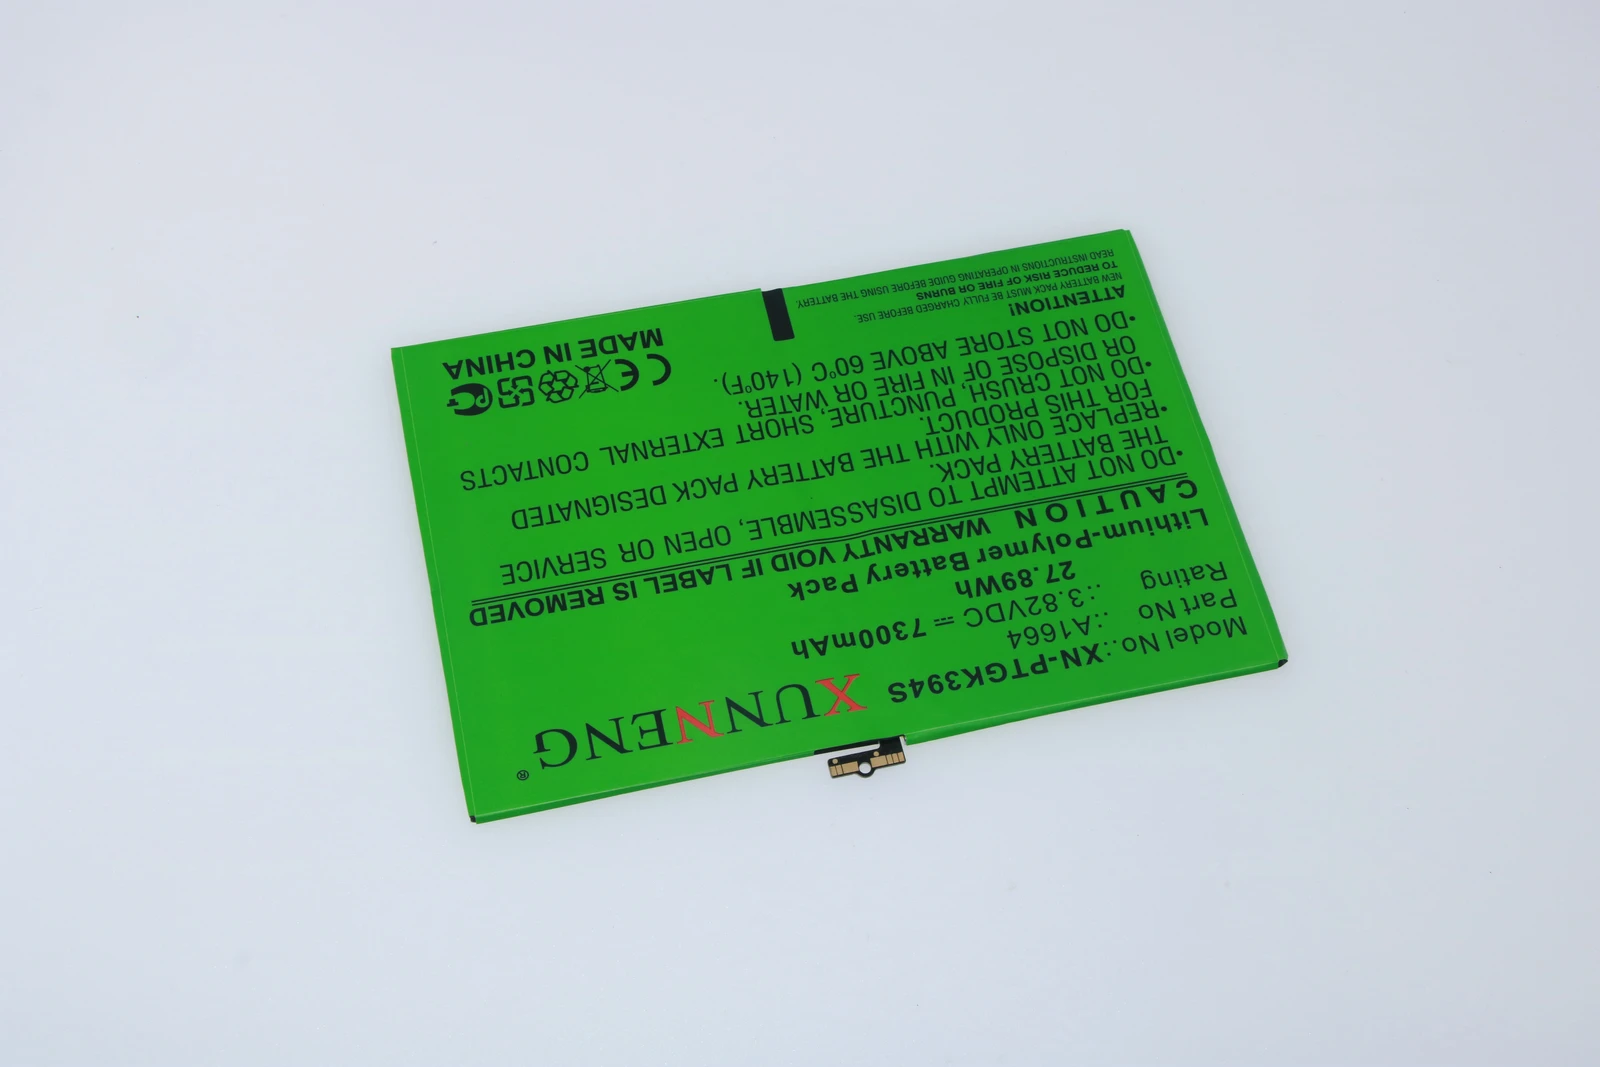 XUNNENG®
Model No.:XN-PTGK394S
Part No .:A1664
Rating .:3.82VDC ⎓ 7300mAh
27.89Wh
Lithium-Polymer Battery Pack
CAUTION WARRANTY VOID IF LABEL IS REMOVED
•DO NOT ATTEMPT TO DISASSEMBLE, OPEN OR SERVICE
THE BATTERY PACK.
•REPLACE ONLY WITH THE BATTERY PACK DESIGNATED
FOR THIS PRODUCT.
•DO NOT CRUSH, PUNCTURE, SHORT EXTERNAL CONTACTS
OR DISPOSE OF IN FIRE OR WATER.
•DO NOT STORE ABOVE 60°C (140°F).
ATTENTION!
NEW BATTERY PACK MUST BE FULLY CHARGED BEFORE USE.
TO REDUCE RISK OF FIRE OR BURNS
READ INSTRUCTIONS IN OPERATING GUIDE BEFORE USING THE BATTERY.
CE
PC
MADE IN CHINA